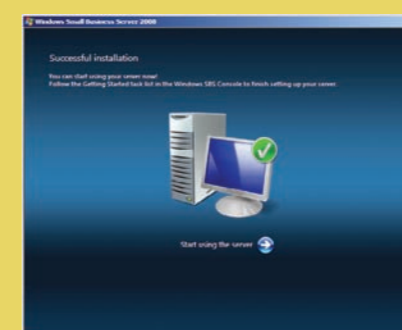 Windows Small Business Server 2008
Successful installation
You can start using your server now!
Follow the Getting Started task list in the Windows SBS Console to finish setting up your server.
Start using the server